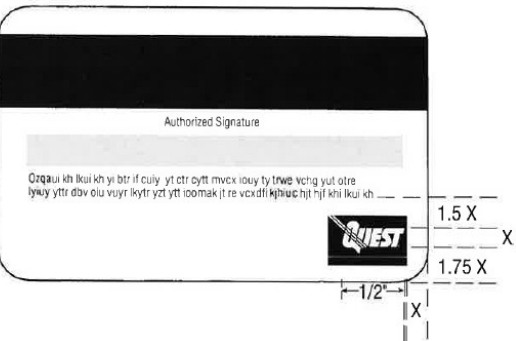 Authorized Signature
Ozqaui kh lkui kh yi btr if cuiy yt ctr cytt mvcx iouy ty trwe vchg yut otre
lyiuy yttr dbv oiu vuyr lkytr yzt ytt ioomak jt re vcxdfi kjhiuc hjt hjf khi lkui kh
QUEST
1.5 X
X
1.75 X
1/2"
X